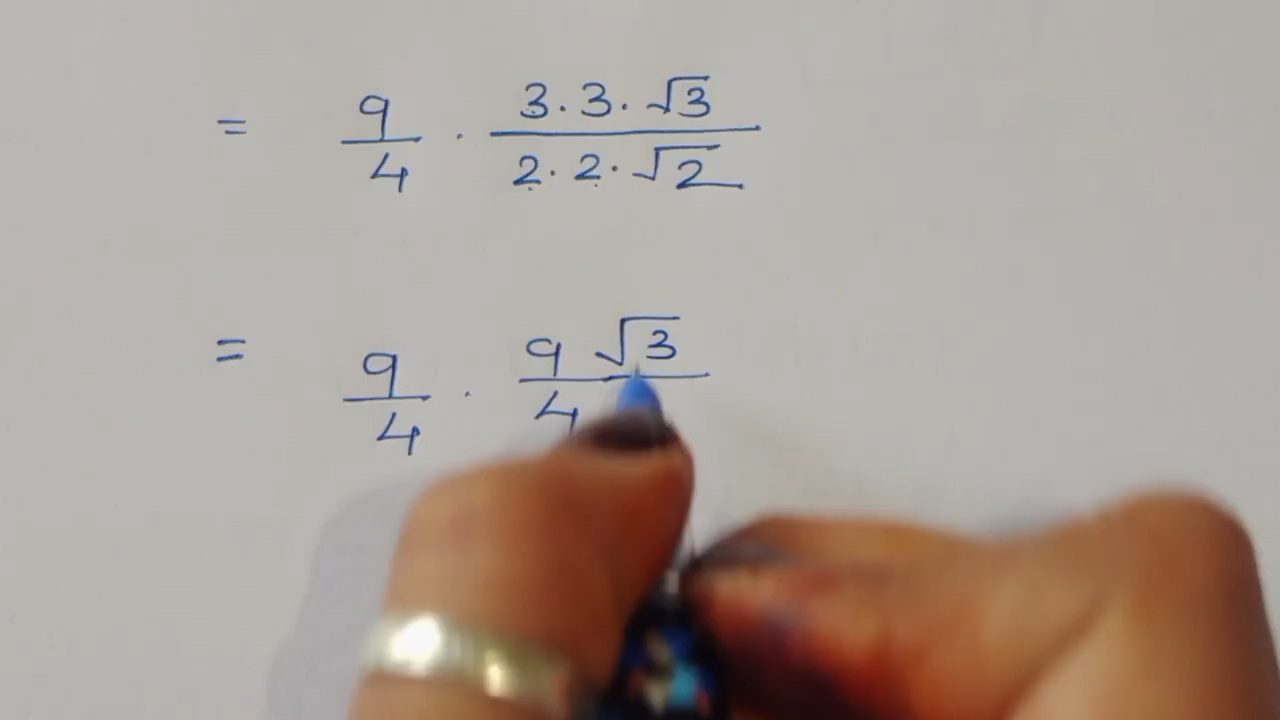 = 9/4 · 3·3·√3 / 2·2·√2
= 9/4 · 9√3 / 4